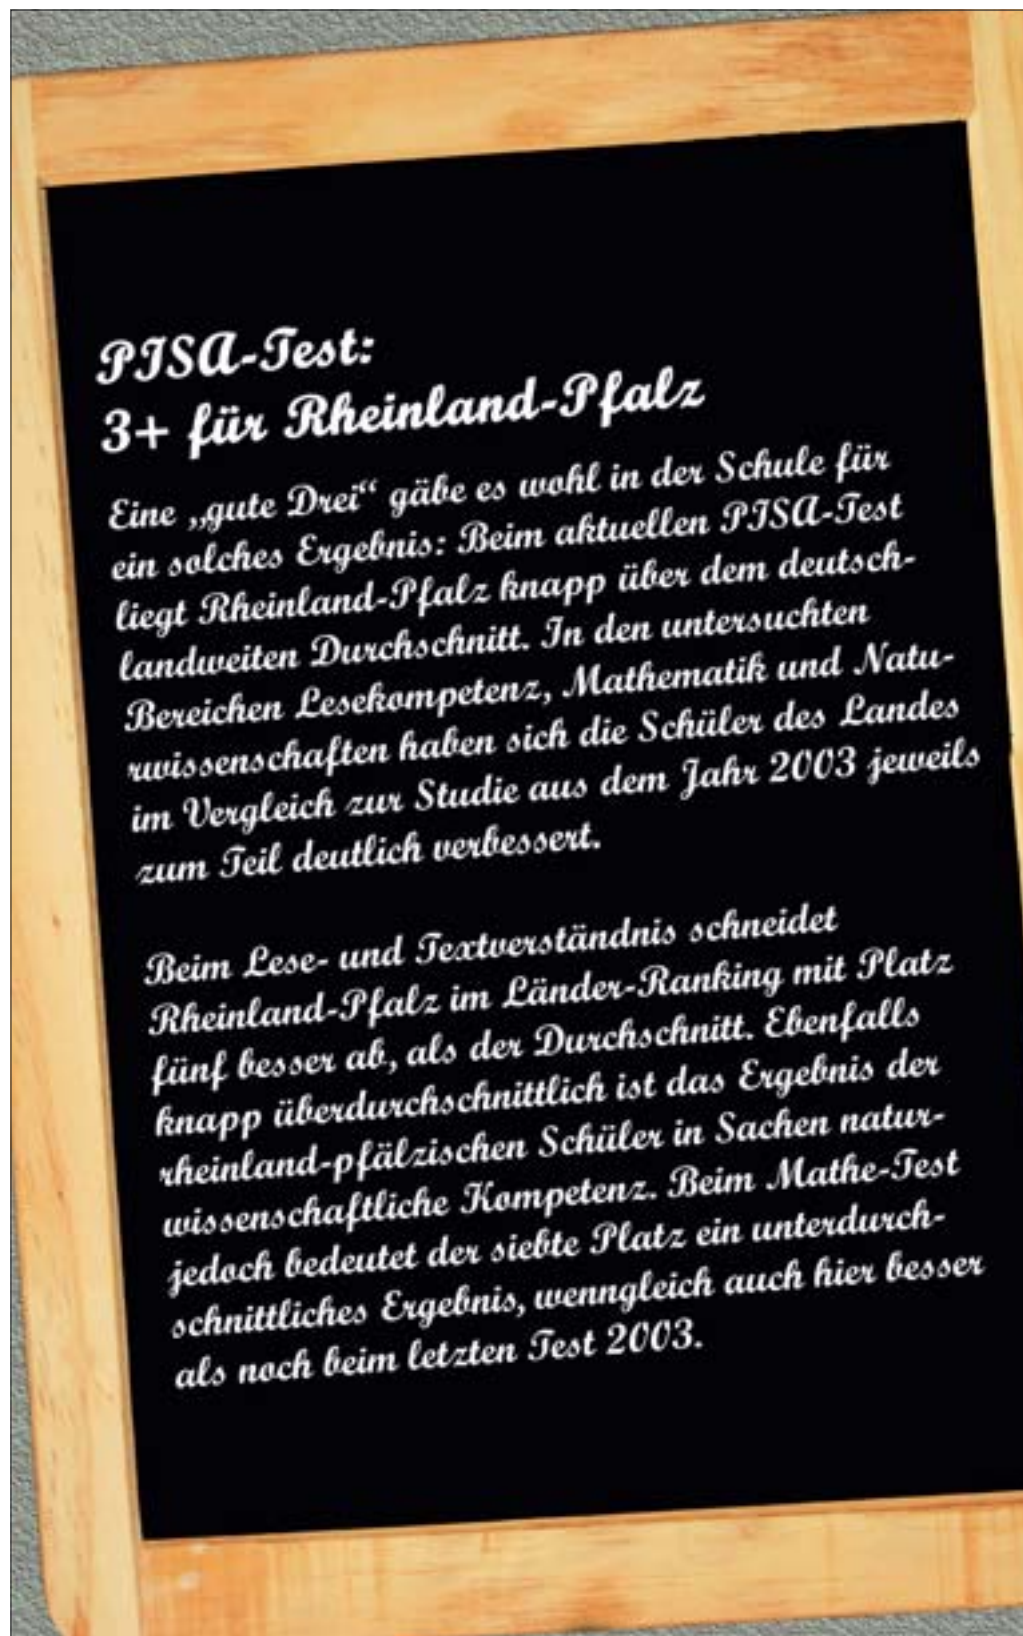 PISA-Test:
3+ für Rheinland-Pfalz
Eine „gute Drei“ gäbe es wohl in der Schule für
ein solches Ergebnis: Beim aktuellen PISA-Test
liegt Rheinland-Pfalz knapp über dem deutsch-
landweiten Durchschnitt. In den untersuchten
Bereichen Lesekompetenz, Mathematik und Natu-
rwissenschaften haben sich die Schüler des Landes
im Vergleich zur Studie aus dem Jahr 2003 jeweils
zum Teil deutlich verbessert.
Beim Lese- und Textverständnis schneidet
Rheinland-Pfalz im Länder-Ranking mit Platz
fünf besser ab, als der Durchschnitt. Ebenfalls
knapp überdurchschnittlich ist das Ergebnis der
rheinland-pfälzischen Schüler in Sachen natur-
wissenschaftliche Kompetenz. Beim Mathe-Test
jedoch bedeutet der siebte Platz ein unterdurch-
schnittliches Ergebnis, wenngleich auch hier besser
als noch beim letzten Test 2003.